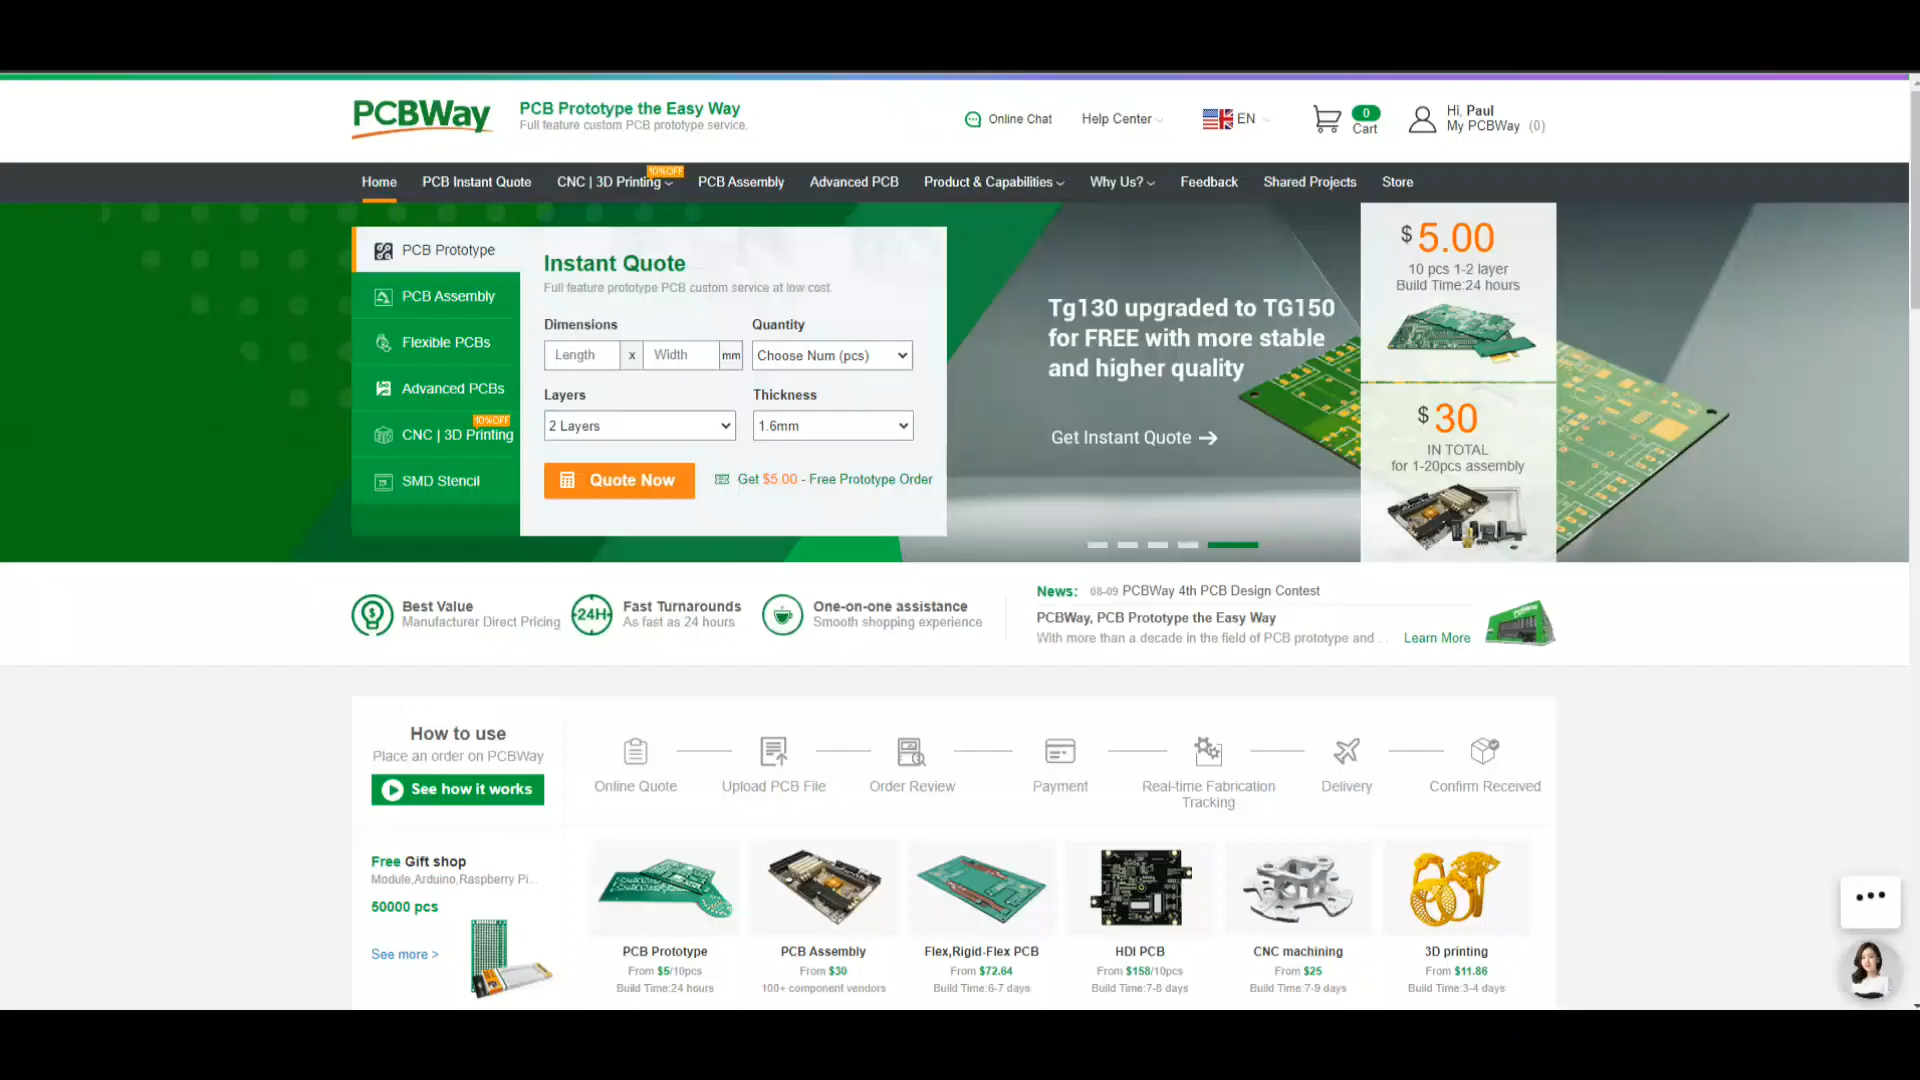 PCBWay
PCB Prototype the Easy Way
Full feature custom PCB prototype service.
Online Chat
Help Center
EN
0
Cart
Hi, Paul
My PCBWay (0)
10%OFF
Home PCB Instant Quote CNC | 3D Printing PCB Assembly Advanced PCB Product & Capabilities Why Us? Feedback Shared Projects Store
PCB Prototype
PCB Assembly
Flexible PCBs
Advanced PCBs
10%OFF
CNC | 3D Printing
SMD Stencil
Instant Quote
Full feature prototype PCB custom service at low cost.
Dimensions Quantity
Length x Width mm Choose Num (pcs)
Layers Thickness
2 Layers 1.6mm
Quote Now Get $5.00 - Free Prototype Order
Tg130 upgraded to TG150
for FREE with more stable
and higher quality
Get Instant Quote
$ 5.00
10 pcs 1-2 layer
Build Time:24 hours
$ 30
IN TOTAL
for 1-20pcs assembly
Best Value
Manufacturer Direct Pricing
24H
Fast Turnarounds
As fast as 24 hours
One-on-one assistance
Smooth shopping experience
News: 08-09 PCBWay 4th PCB Design Contest
PCBWay, PCB Prototype the Easy Way
With more than a decade in the field of PCB prototype and . . Learn More
How to use
Place an order on PCBWay
See how it works
Online Quote
Upload PCB File
Order Review
Payment
Real-time Fabrication
Tracking
Delivery
Confirm Received
Free Gift shop
Module,Arduino,Raspberry Pi...
50000 pcs
See more >
PCB Prototype
From $5/10pcs
Build Time:24 hours
PCB Assembly
From $30
100+ component vendors
Flex,Rigid-Flex PCB
From $72.64
Build Time:6-7 days
HDI PCB
From $158/10pcs
Build Time:7-8 days
CNC machining
From $25
Build Time:7-9 days
3D printing
From $11.86
Build Time:3-4 days